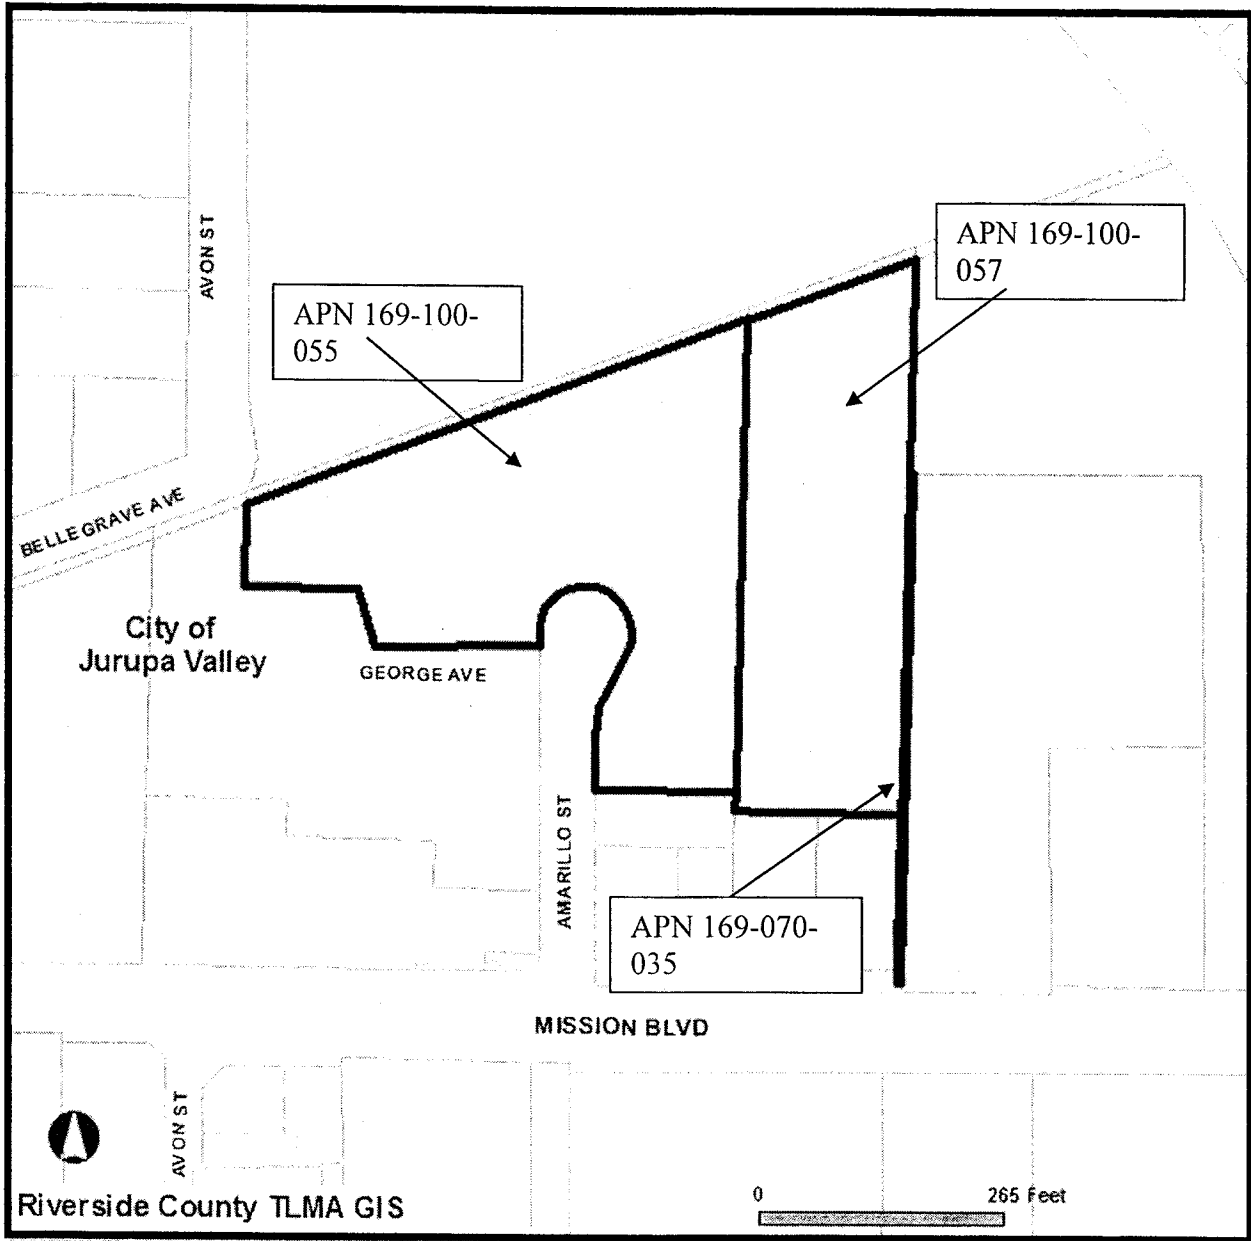 AVON ST
APN 169-100-
057
APN 169-100-
055
BELLEGRAVE AVE
City of
Jurupa Valley
GEORGE AVE
AMARILLO ST
APN 169-070-
035
MISSION BLVD
AVON ST
Riverside County TLMA GIS
0
265 Feet